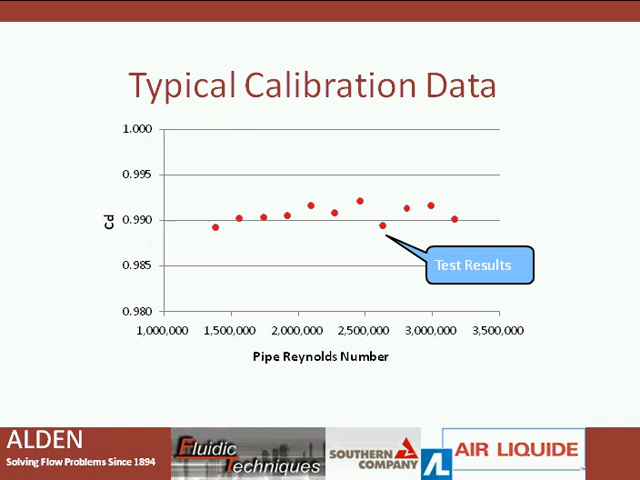 Typical Calibration Data
1.000
0.995
0.990
0.985
0.980
Cd
Test Results
1,000,000 1,500,000 2,000,000 2,500,000 3,000,000 3,500,000
Pipe Reynolds Number
ALDEN
Solving Flow Problems Since 1894
Fluidic
Techniques
SOUTHERN
COMPANY
AIR LIQUIDE